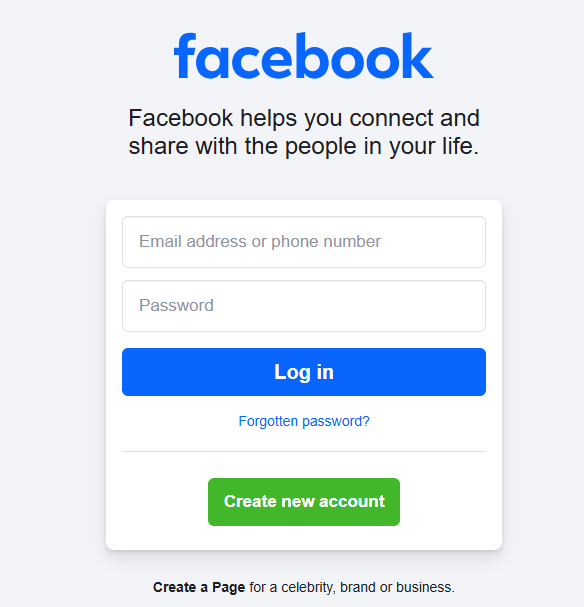 facebook
Facebook helps you connect and
share with the people in your life.
Email address or phone number
Password
Log in
Forgotten password?
Create new account
Create a Page for a celebrity, brand or business.